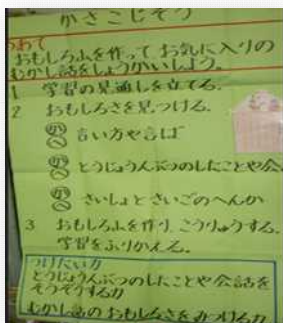 かさこじぞう
めあて
おもしろ山を作って お気に入りの
むかし話をしょうかいしよう。
1 学習の見通しを立てる。
2 おもしろさを見つける。
言い方や言ば
とうじょうじんぶつのしたことや会
さいしょとさいごのへんか
3 おもしろ山を作り、こうりゅうする。
学習をふりかえる。
つけたい力
とうじょうじんぶつのしたことや会話を
そうぞうする力
むかし話のおもしろさをみつける力